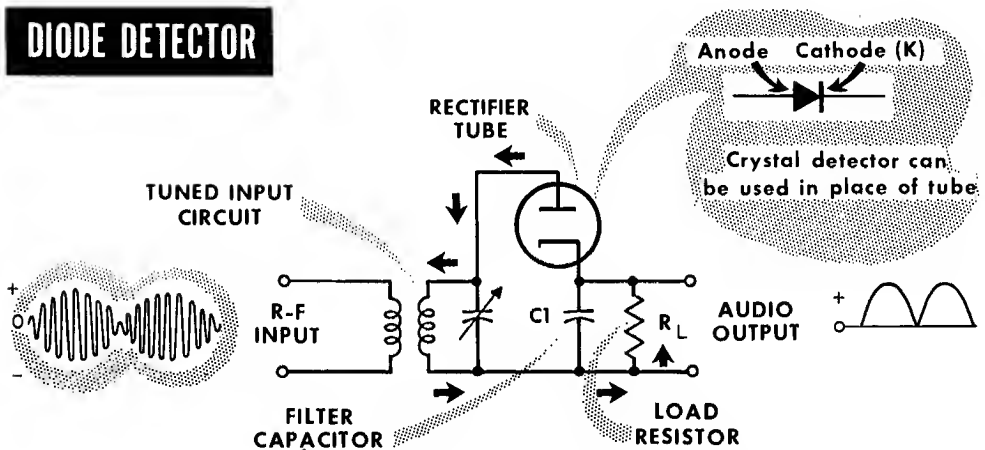 DIODE DETECTOR
Anode Cathode (K)
RECTIFIER
TUBE
Crystal detector can
be used in place of tube
TUNED INPUT
CIRCUIT
+
O
-
R-F
INPUT
C1
RL
AUDIO
OUTPUT
+
O
FILTER
CAPACITOR
LOAD
RESISTOR